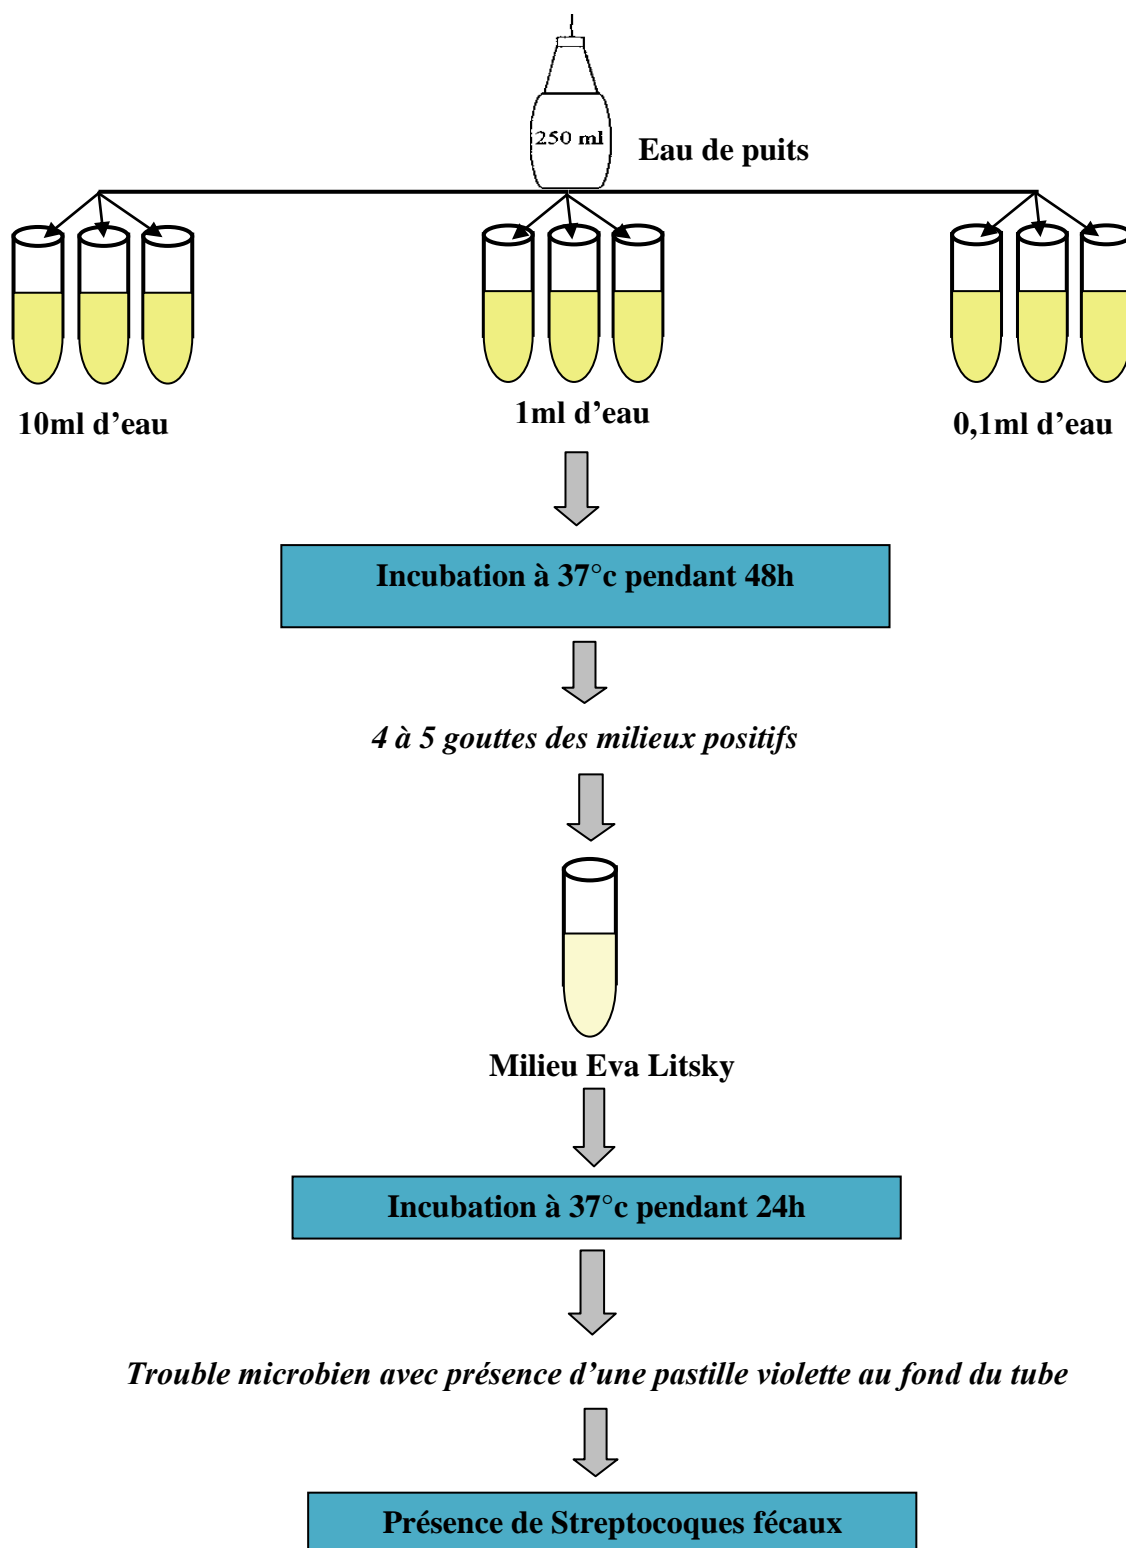 250 ml
Eau de puits
10ml d’eau
1ml d’eau
0,1ml d’eau
Incubation à 37°c pendant 48h
4 à 5 gouttes des milieux positifs
Milieu Eva Litsky
Incubation à 37°c pendant 24h
Trouble microbien avec présence d’une pastille violette au fond du tube
Présence de Streptocoques fécaux